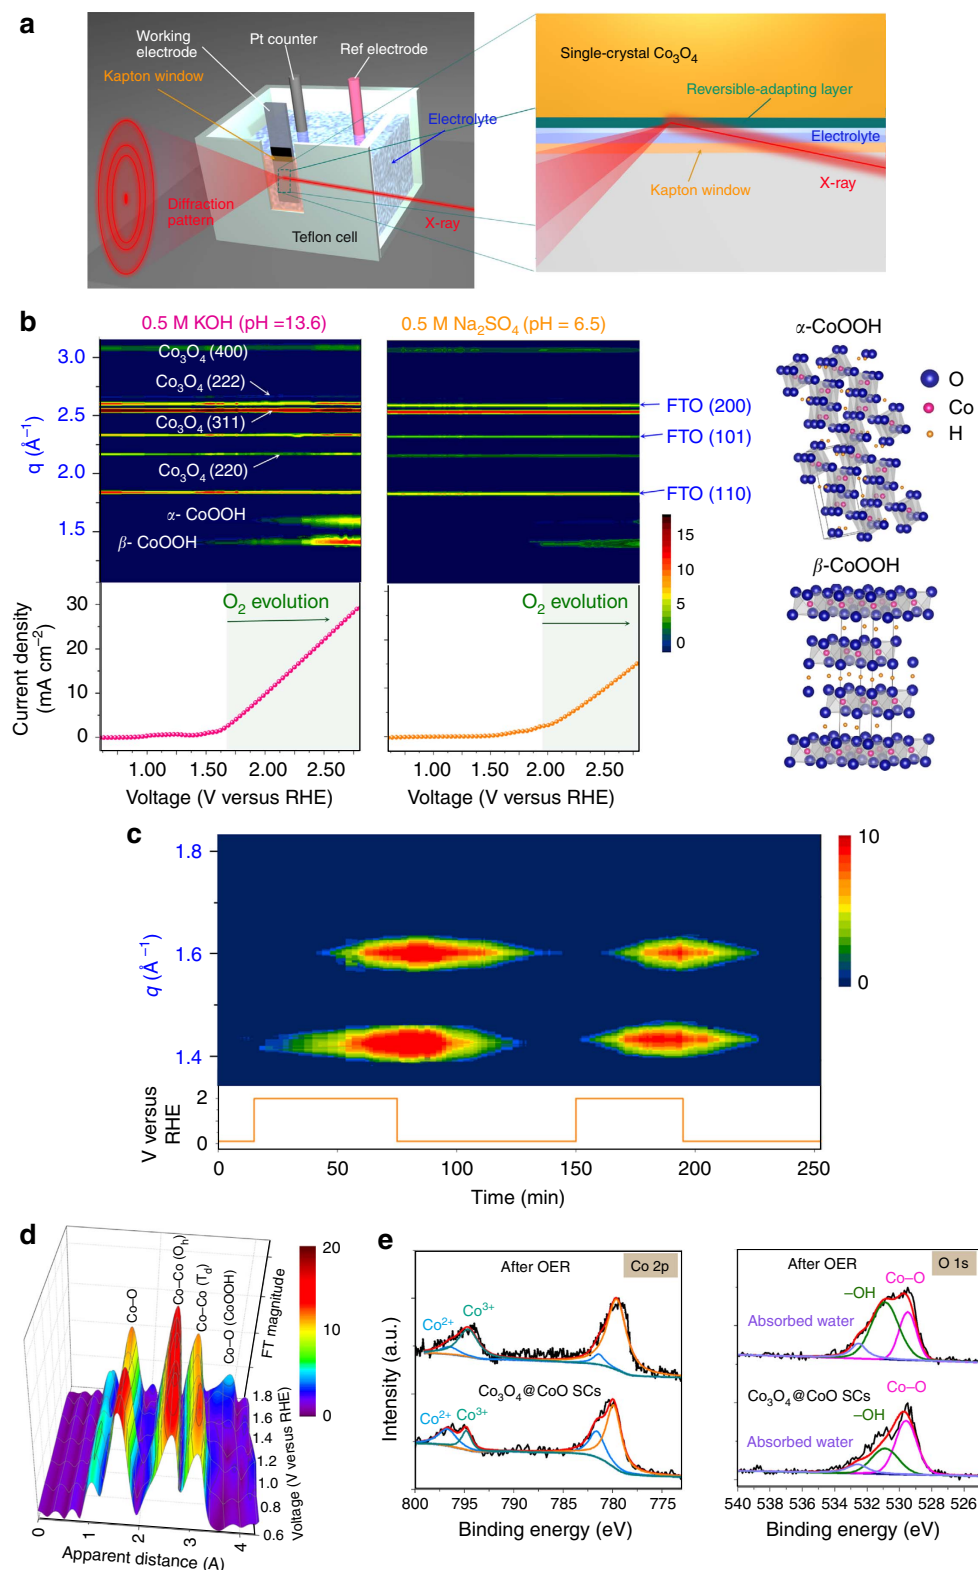 a
Working
electrode
Pt counter
Ref electrode
Kapton window
Electrolyte
Diffraction
pattern
X-ray
Teflon cell
Single-crystal Co₃O₄
Reversible-adapting layer
Electrolyte
Kapton window
X-ray
b
0.5 M KOH (pH =13.6)
0.5 M Na₂SO₄ (pH = 6.5)
q (Å⁻¹)
3.0
2.5
2.0
1.5
Co₃O₄ (400)
Co₃O₄ (222)
Co₃O₄ (311)
Co₃O₄ (220)
α- CoOOH
β- CoOOH
FTO (200)
FTO (101)
FTO (110)
15
10
5
0
α-CoOOH
O
Co
H
β-CoOOH
Current density
(mA cm⁻²)
30
20
10
0
O₂ evolution
O₂ evolution
1.00 1.50 2.00 2.50
1.00 1.50 2.00 2.50
Voltage (V versus RHE)
Voltage (V versus RHE)
c
q (Å⁻¹)
1.8
1.6
1.4
10
0
V versus
RHE
2
0
0 50 100 150 200 250
Time (min)
d
Co–O
Co–Co (Oₕ)
Co–Co (T_d)
Co–O (CoOOH)
FT magnitude
20
10
0
1.8
1.6
1.4
1.2
1.0
0.8
0.6
Voltage (V versus RHE)
0 1 2 3 4
Apparent distance (A)
e
Intensity (a.u.)
After OER
Co 2p
Co²⁺
Co³⁺
Co₃O₄@CoO SCs
Co²⁺
Co³⁺
800 795 790 785 780 775
Binding energy (eV)
After OER
O 1s
Co–O
–OH
Absorbed water
Co₃O₄@CoO SCs
Co–O
–OH
Absorbed water
540 538 536 534 532 530 528 526
Binding energy (eV)